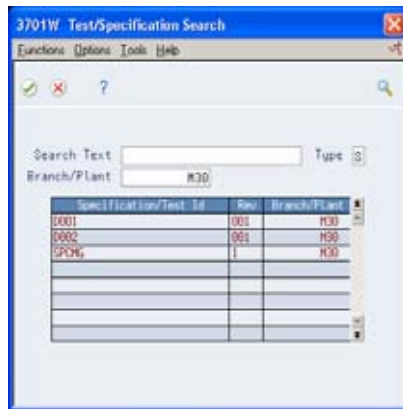 3701W Test/Specification Search
Functions Options Tools Help
?
Search Text Type S
Branch/Plant M30
Specification/Test Id Rev Branch/Plant
D001 001 M30
D002 001 M30
SPCMG 1 M30